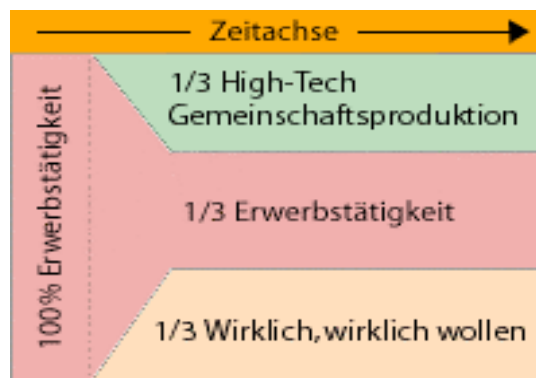 Zeitachse
100% Erwerbstätigkeit
1/3 High-Tech
Gemeinschaftsproduktion
1/3 Erwerbstätigkeit
1/3 Wirklich, wirklich wollen